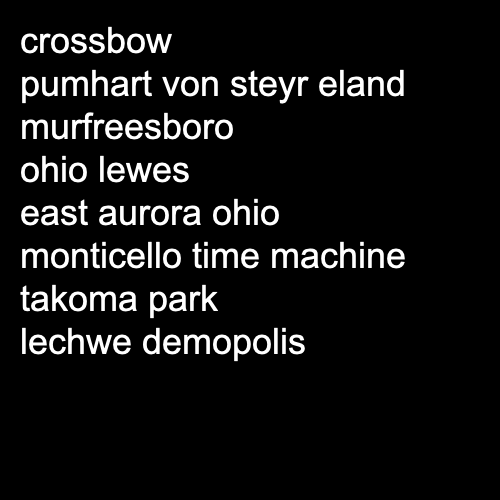 crossbow
pumhart von steyr eland
murfreesboro
ohio lewes
east aurora ohio
monticello time machine
takoma park
lechwe demopolis